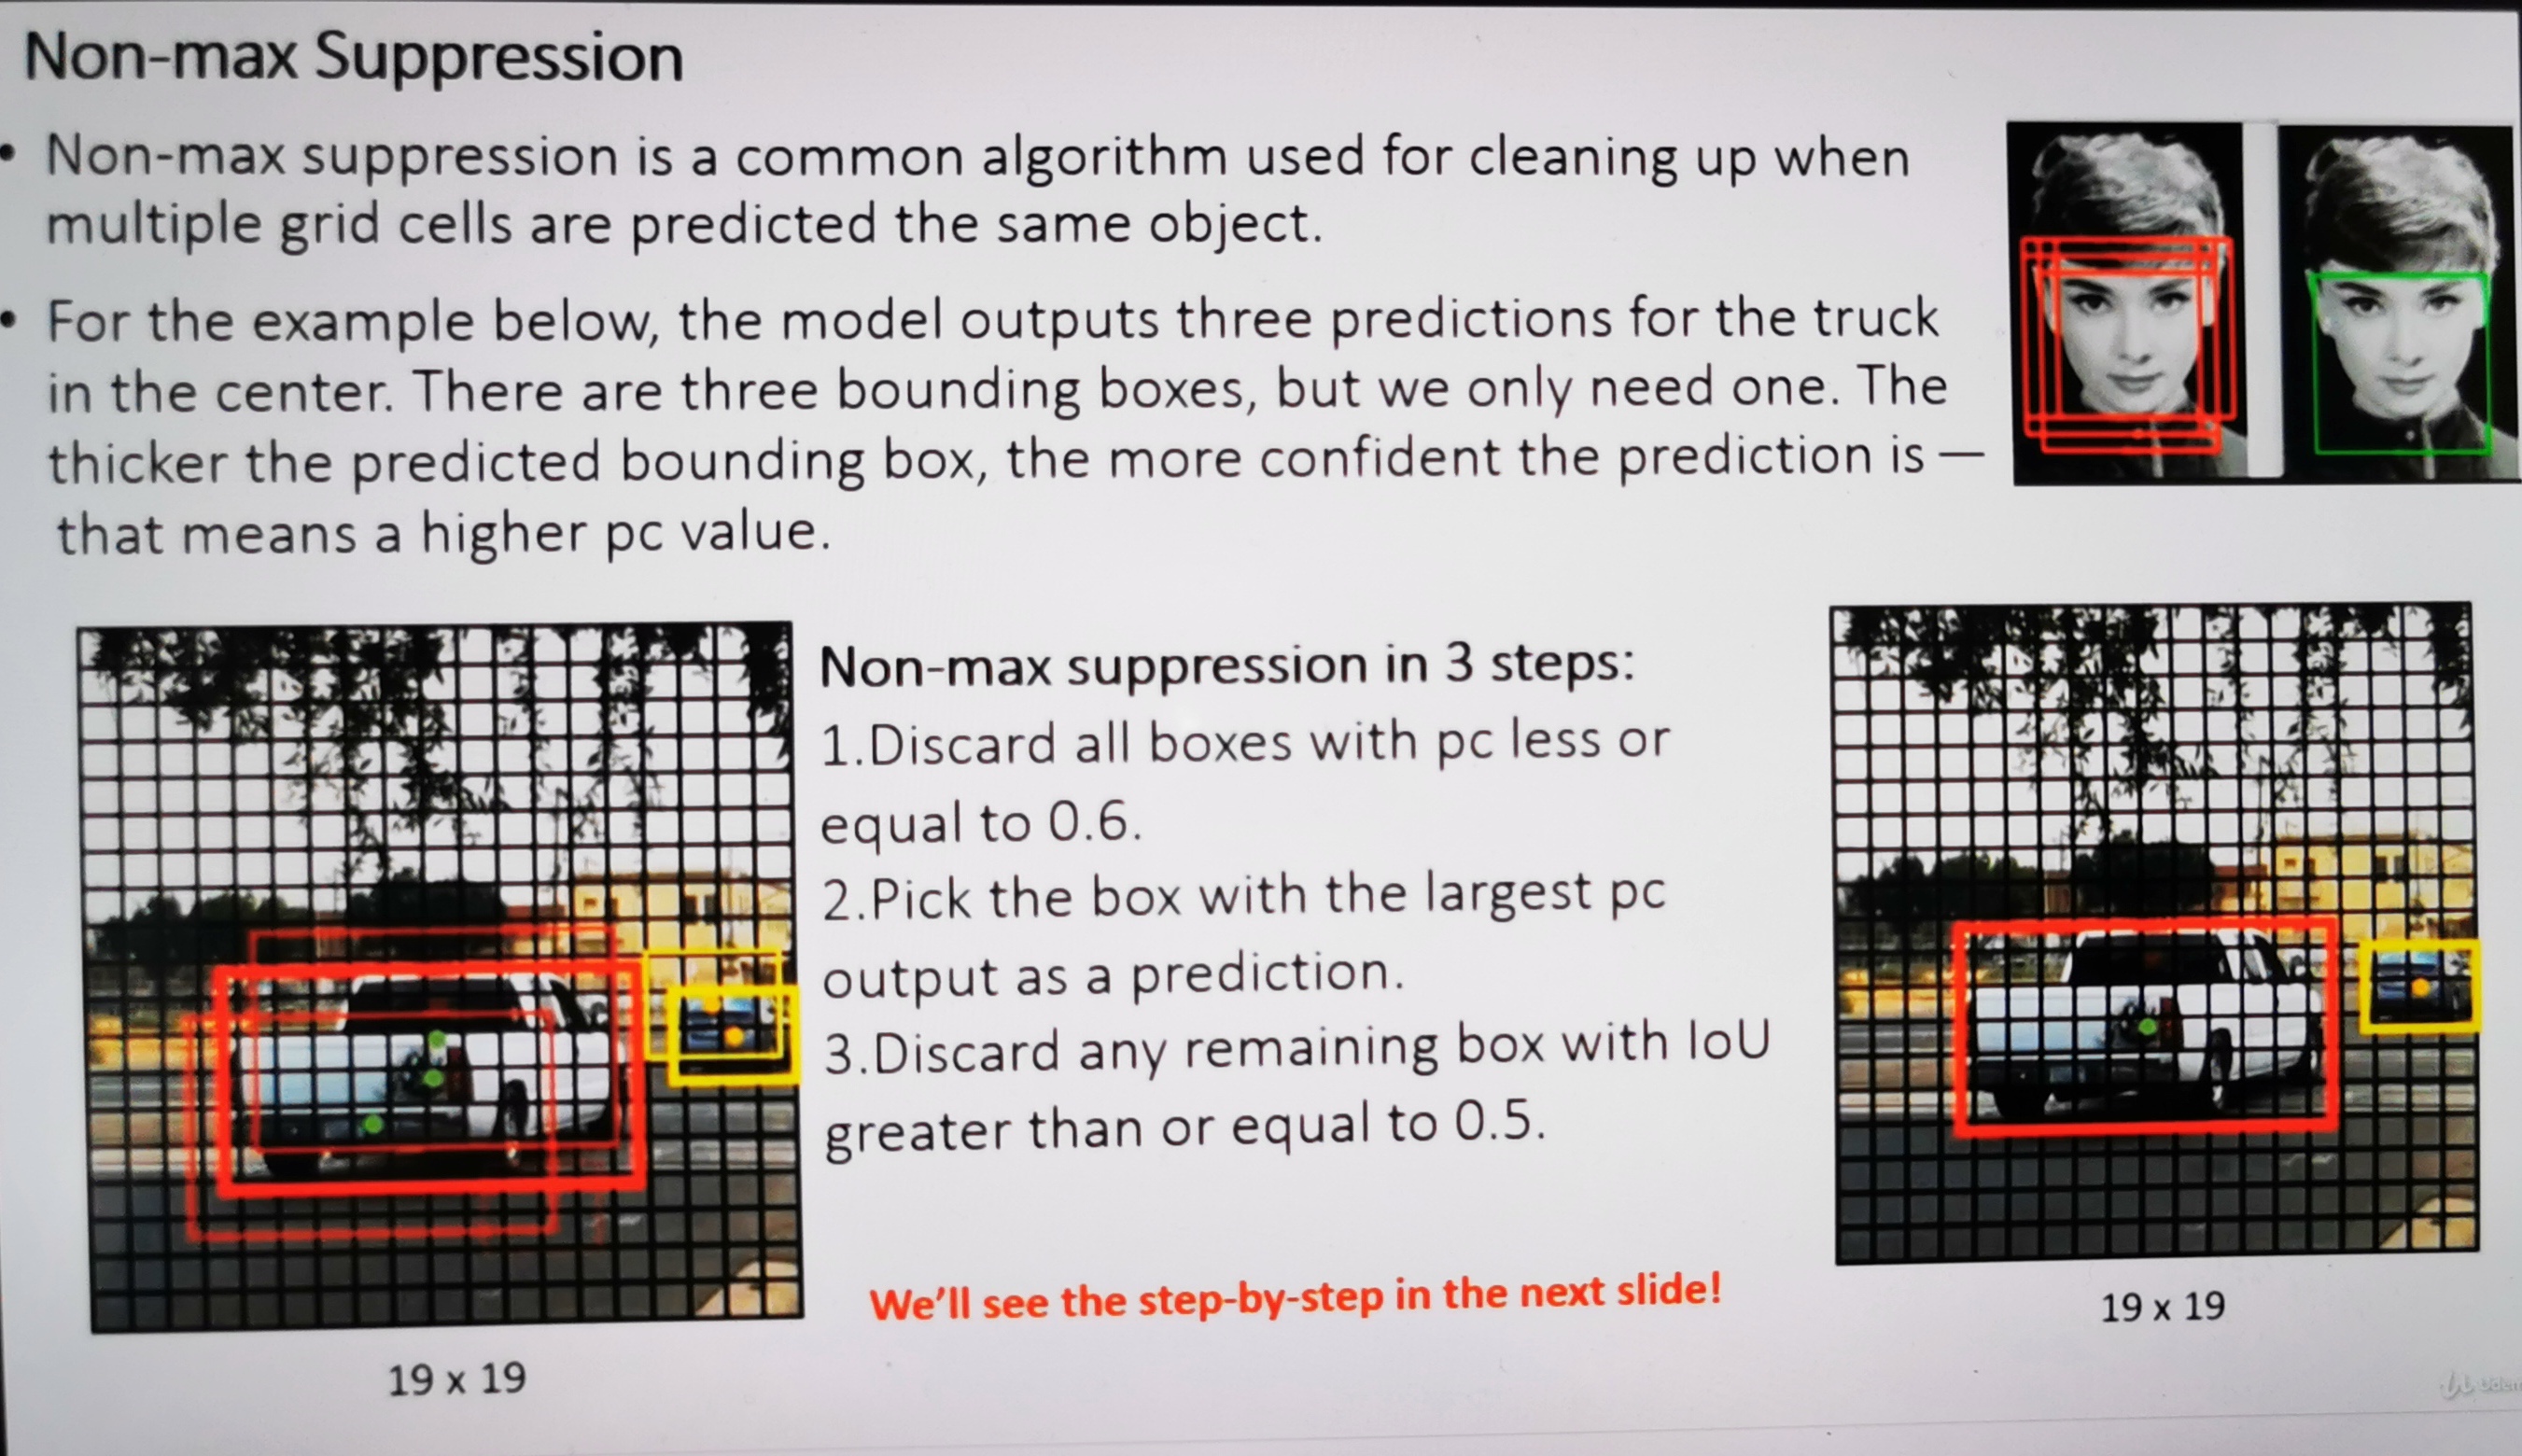 Non-max Suppression
• Non-max suppression is a common algorithm used for cleaning up when
multiple grid cells are predicted the same object.
• For the example below, the model outputs three predictions for the truck
in the center. There are three bounding boxes, but we only need one. The
thicker the predicted bounding box, the more confident the prediction is —
that means a higher pc value.
Non-max suppression in 3 steps:
1.Discard all boxes with pc less or
equal to 0.6.
2.Pick the box with the largest pc
output as a prediction.
3.Discard any remaining box with IoU
greater than or equal to 0.5.
We'll see the step-by-step in the next slide!
19 x 19
19 x 19